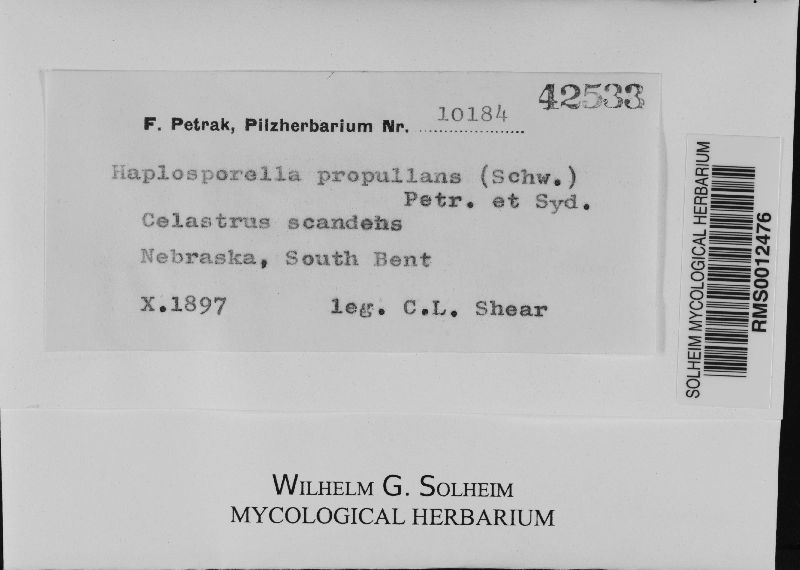 42533
F. Petrak, Pilzherbarium Nr. 10184
Haplosporella propullans (Schw.)
Petr. et Syd.
Celastrus scandehs
Nebraska, South Bent
X.1897 leg. C.L. Shear
SOLHEIM MYCOLOGICAL HERBARIUM
RMS0012476
WILHELM G. SOLHEIM
MYCOLOGICAL HERBARIUM